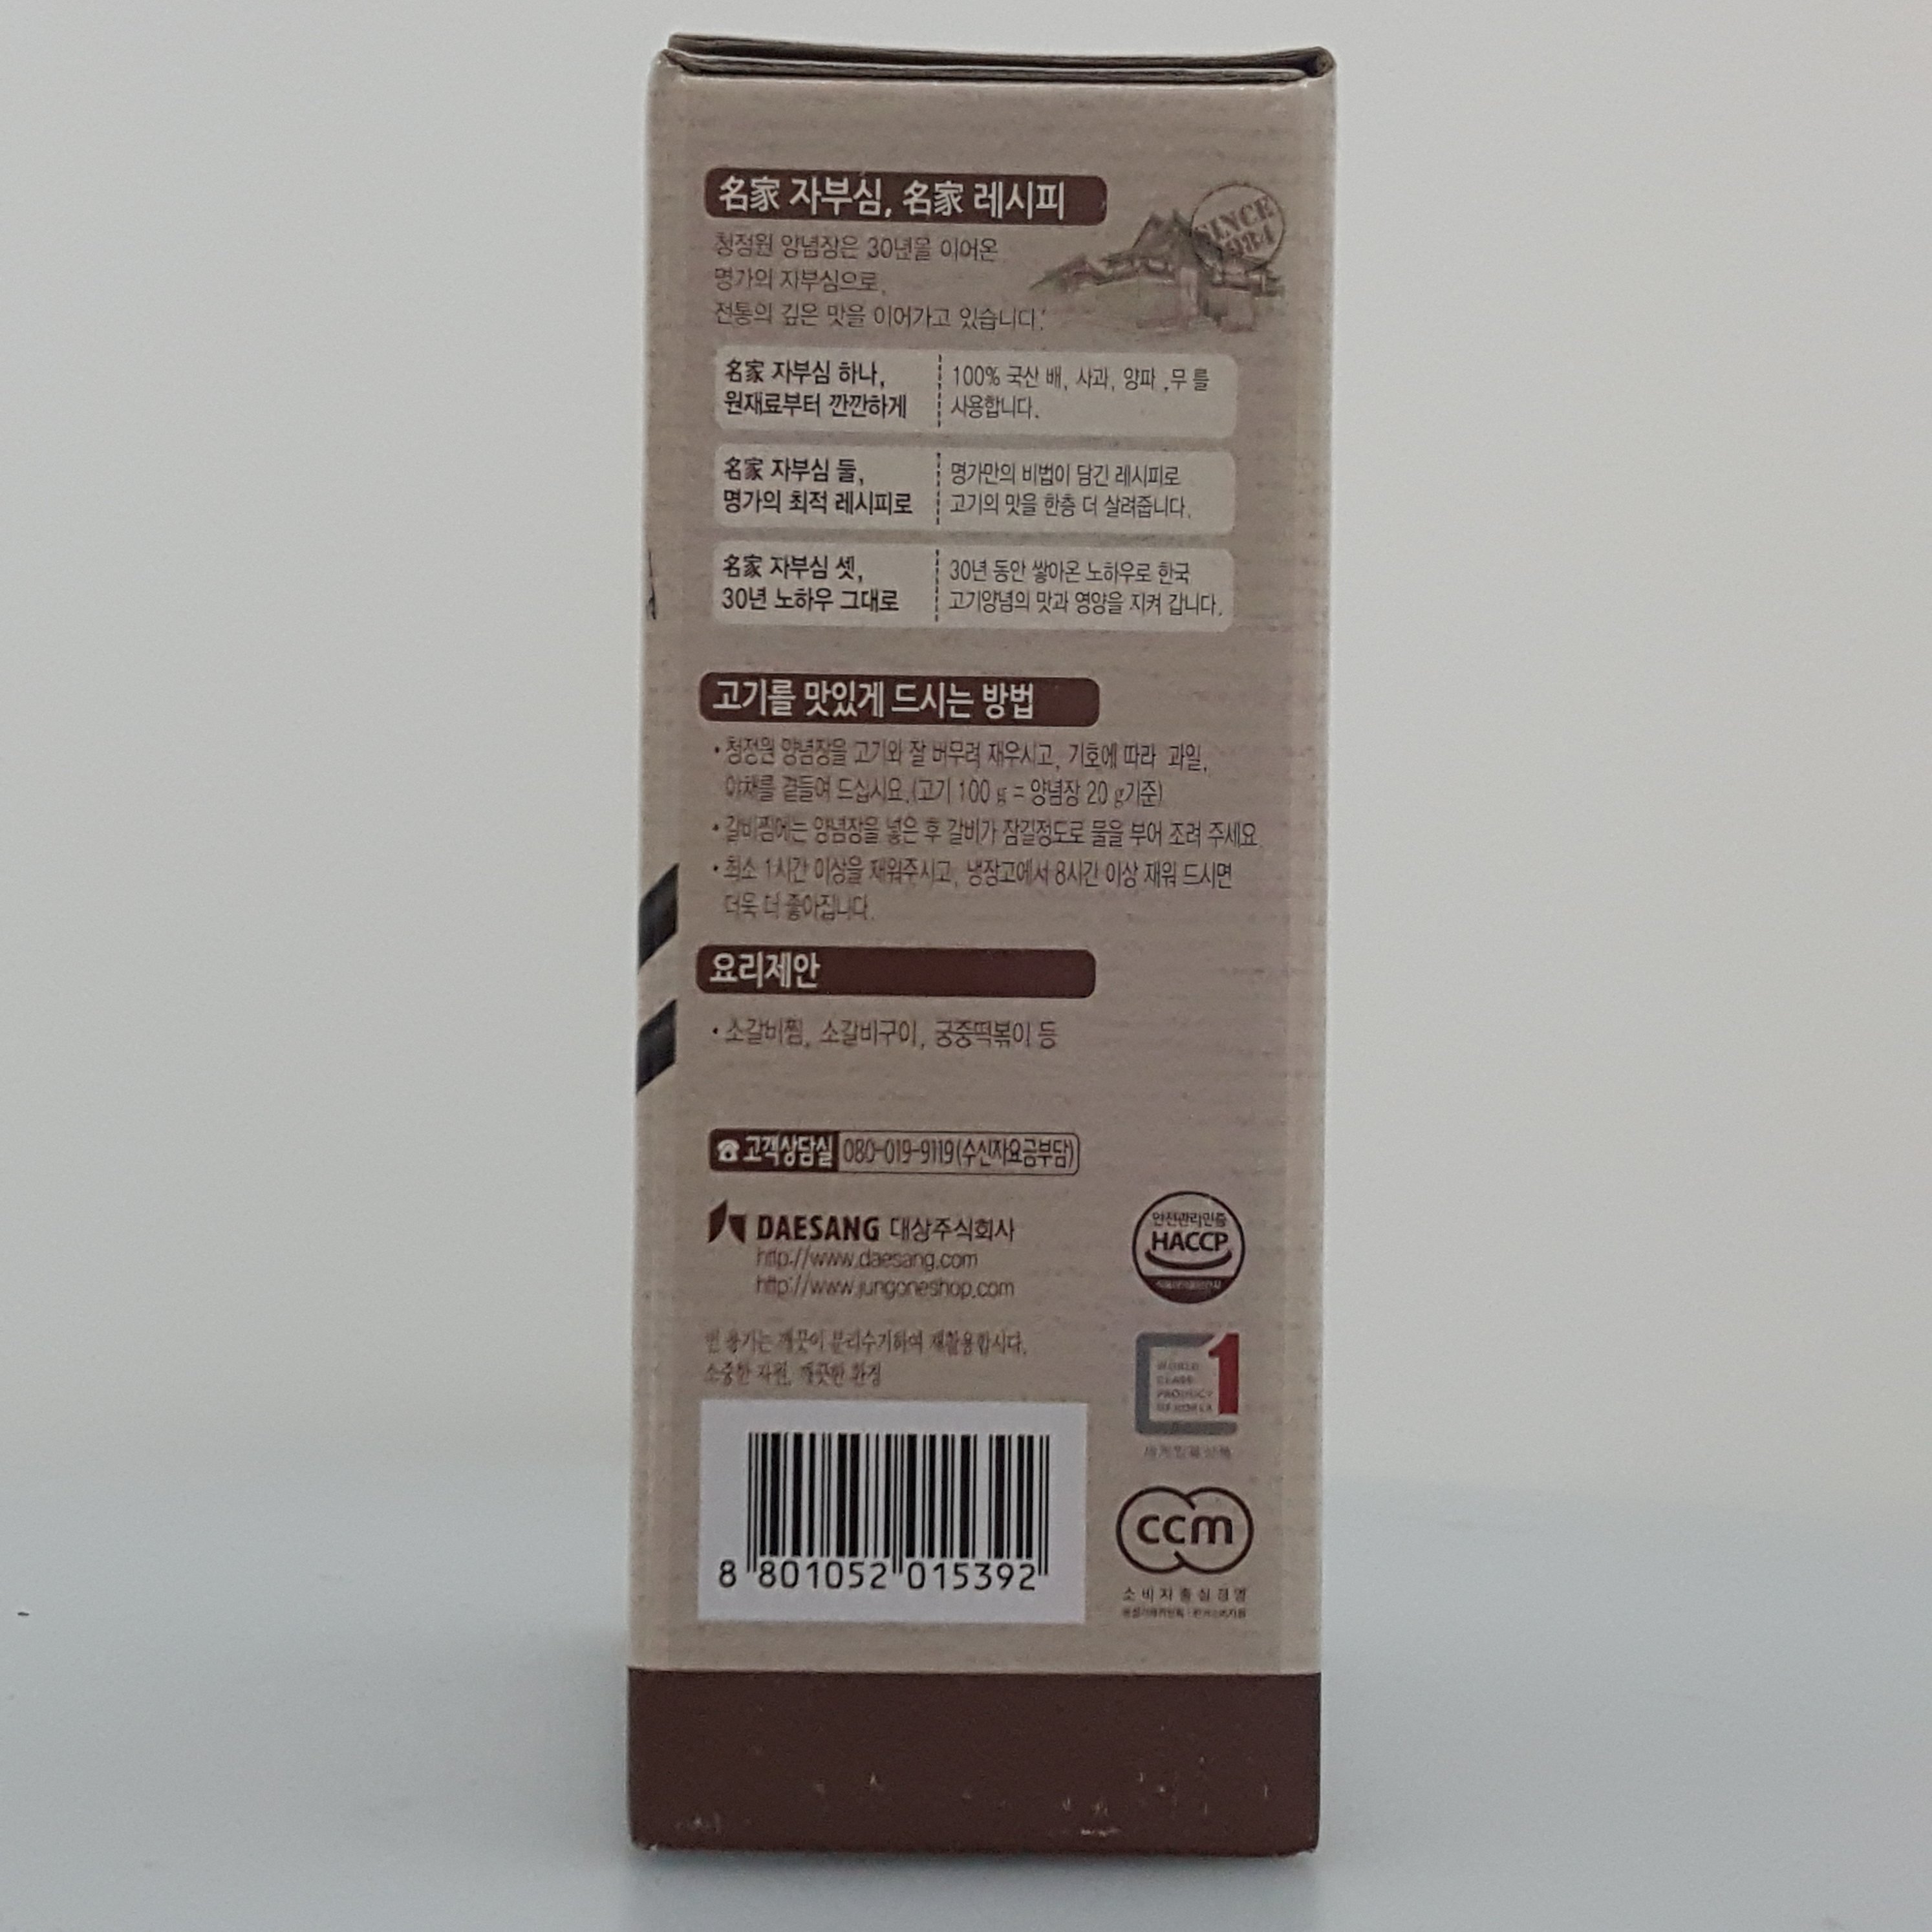 名家 자부심, 名家 레시피
SINCE
1984
청정원 양념장은 30년을 이어온
명가의 자부심으로,
전통의 깊은 맛을 이어가고 있습니다.
名家 자부심 하나,
원재료부터 깐깐하게
100% 국산 배, 사과, 양파 ,무 를
사용합니다.
名家 자부심 둘,
명가의 최적 레시피로
명가만의 비법이 담긴 레시피로
고기의 맛을 한층 더 살려줍니다.
名家 자부심 셋,
30년 노하우 그대로
30년 동안 쌓아온 노하우로 한국
고기양념의 맛과 영양을 지켜 갑니다.
고기를 맛있게 드시는 방법
• 청정원 양념장을 고기와 잘 버무려 재우시고, 기호에 따라 과일,
야채를 곁들여 드십시요.(고기 100 g = 양념장 20 g기준)
• 갈비찜에는 양념장을 넣은 후 갈비가 잠길정도로 물을 부어 조려 주세요.
• 최소 1시간 이상을 재워주시고, 냉장고에서 8시간 이상 재워 드시면
더욱 더 좋아집니다.
요리제안
• 소갈비찜, 소갈비구이, 궁중떡볶이 등
☎고객상담실 080-019-9119(수신자요금부담)
DAESANG 대상주식회사
http://www.daesang.com
http://www.jungoneshop.com
안전관리인증
HACCP
빈 용기는 깨끗이 분리수거하여 재활용합시다.
소중한 자원, 깨끗한 환경
1
WORLD
CLASS
PRODUCT
OF KOREA
세계일류상품
8 801052 015392
ccm
소비자중심경영